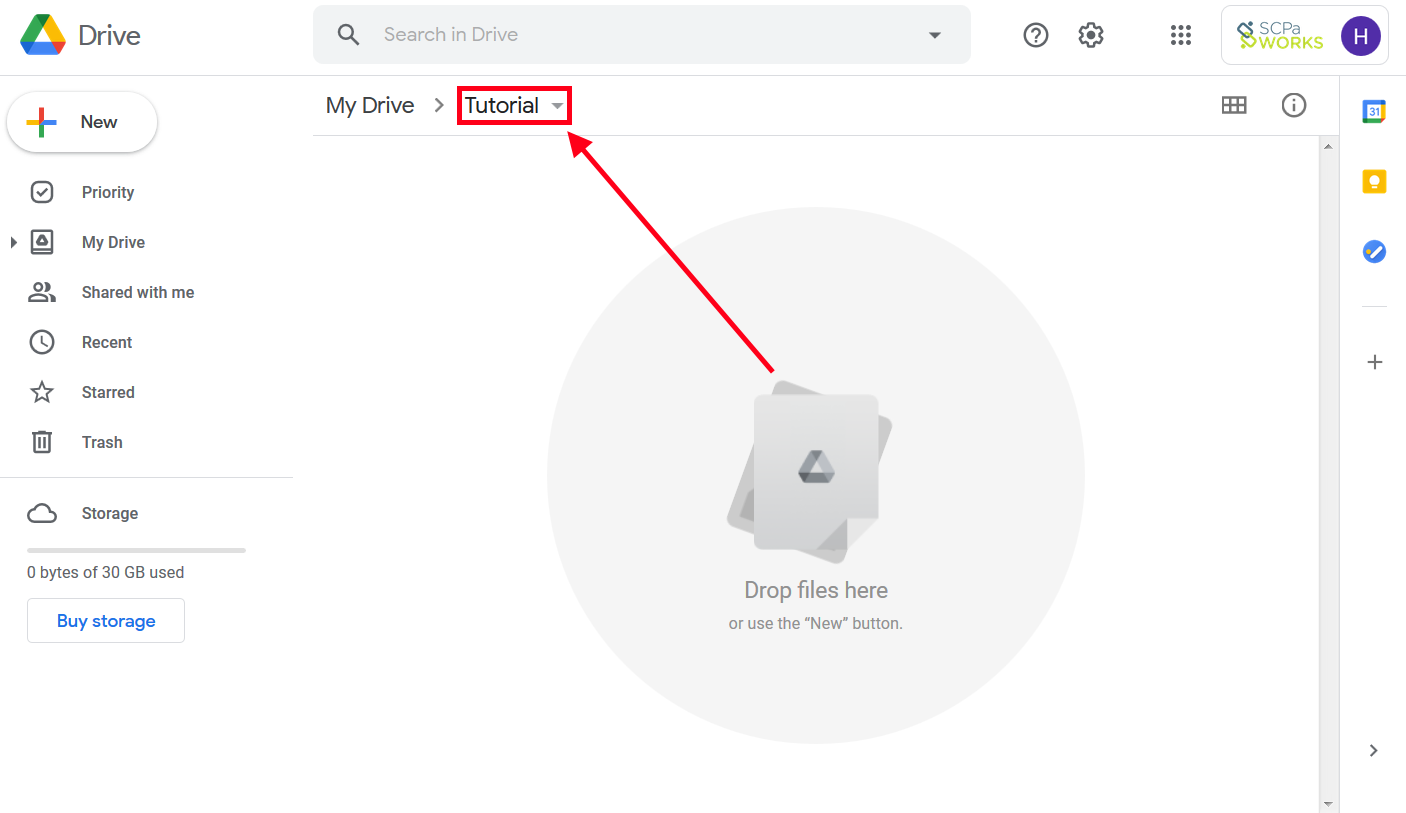 Drive
Search in Drive
SCPa
WORKS
H
New
My Drive
Tutorial
31
Priority
My Drive
Shared with me
Recent
Starred
Trash
Storage
0 bytes of 30 GB used
Buy storage
Drop files here
or use the “New” button.